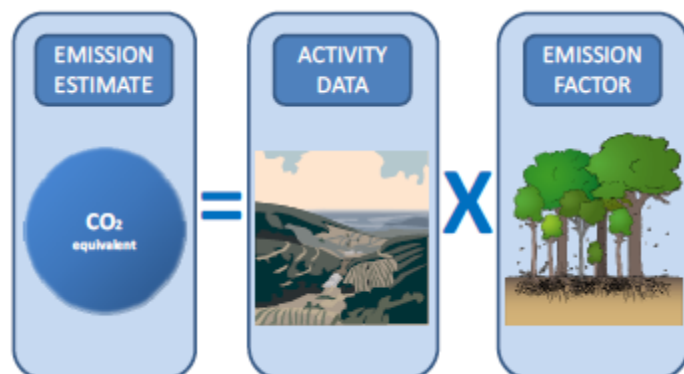 EMISSION
ESTIMATE
CO₂
equivalent
=
ACTIVITY
DATA
X
EMISSION
FACTOR